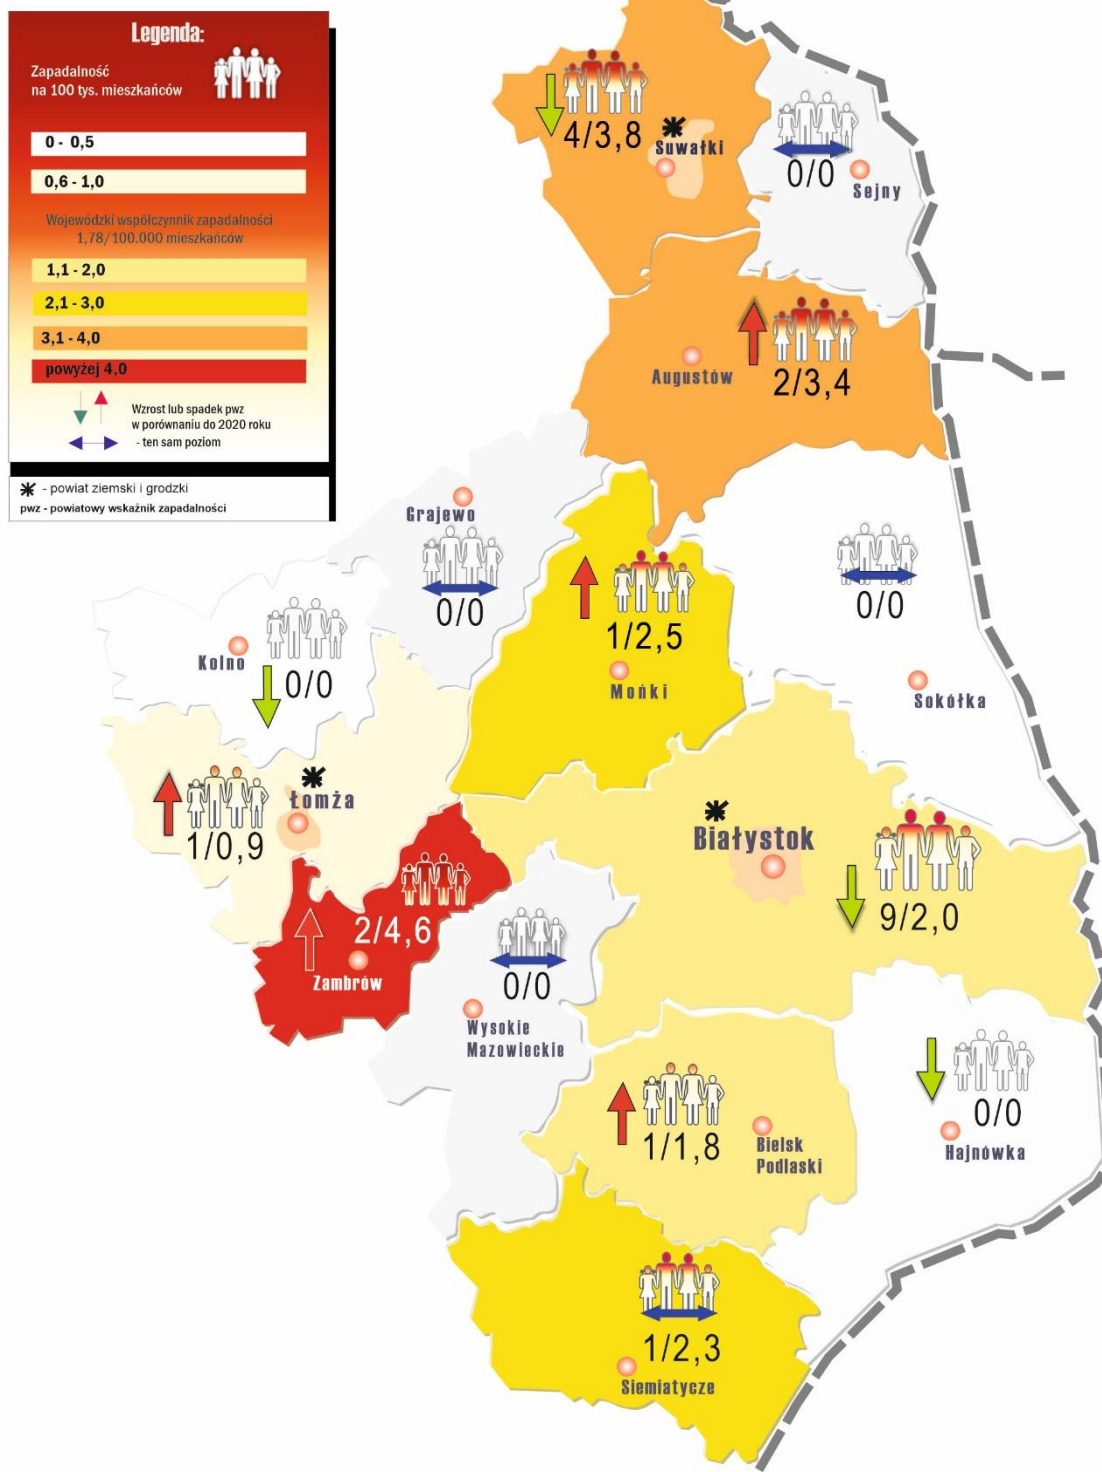 Legenda:
Zapadalność
na 100 tys. mieszkańców
0 - 0,5
0,6 - 1,0
Wojewódzki współczynnik zapadalności
1,78/100.000 mieszkańców
1,1 - 2,0
2,1 - 3,0
3,1 - 4,0
powyżej 4,0
Wzrost lub spadek pwz
w porównaniu do 2020 roku
- ten sam poziom
- powiat ziemski i grodzki
pwz - powiatowy wskaźnik zapadalności
4/3,8
Suwałki
0/0
Sejny
Augustów
2/3,4
Grajewo
0/0
0/0
Sokółka
1/2,5
Mońki
Kolno
0/0
Łomża
1/0,9
Białystok
9/2,0
2/4,6
Zambrów
0/0
Wysokie
Mazowieckie
1/1,8
Bielsk
Podlaski
0/0
Hajnówka
1/2,3
Siemiatycze